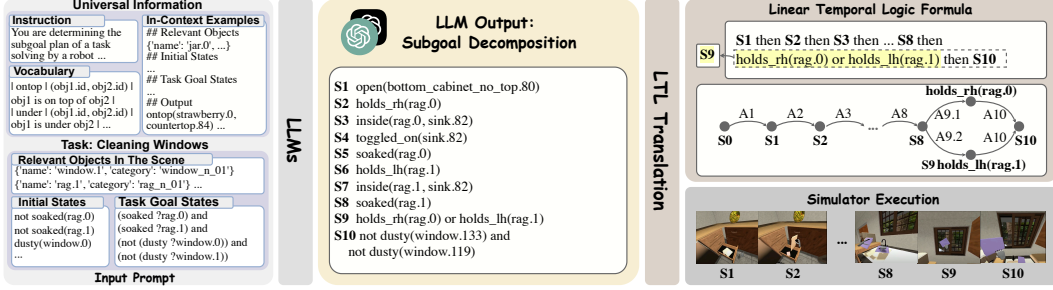 Universal Information
Instruction
You are determining the
subgoal plan of a task
solving by a robot ...
Vocabulary
| ontop | (obj1.id, obj2.id) |
obj1 is on top of obj2 |
| under | (obj1.id, obj2.id) |
obj1 is under obj2 | ...
In-Context Examples
## Relevant Objects
{'name': 'jar.0', ...}
## Initial States
...
## Task Goal States
...
## Output
ontop(strawberry.0,
countertop.84) ...
Task: Cleaning Windows
Relevant Objects In The Scene
{'name': 'window.1', 'category': 'window_n_01'}
{'name': 'rag.1', 'category': 'rag_n_01'} ...
Initial States
not soaked(rag.0)
not soaked(rag.1)
dusty(window.0)
...
Task Goal States
(soaked ?rag.0) and
(soaked ?rag.1) and
(not (dusty ?window.0)) and
(not (dusty ?window.1))
Input Prompt
LLMs
LLM Output:
Subgoal Decomposition
S1 open(bottom_cabinet_no_top.80)
S2 holds_rh(rag.0)
S3 inside(rag.0, sink.82)
S4 toggled_on(sink.82)
S5 soaked(rag.0)
S6 holds_lh(rag.1)
S7 inside(rag.1, sink.82)
S8 soaked(rag.1)
S9 holds_rh(rag.0) or holds_lh(rag.1)
S10 not dusty(window.133) and
not dusty(window.119)
LTL Translation
Linear Temporal Logic Formula
S1 then S2 then S3 then ... S8 then
S9
holds_rh(rag.0) or holds_lh(rag.1) then S10
holds_rh(rag.0)
A1 A2 A3 A8 A9.1 A10
...
A9.2 A10
S0 S1 S2 S8 S10
S9 holds_lh(rag.1)
Simulator Execution
...
S1 S2 S8 S9 S10